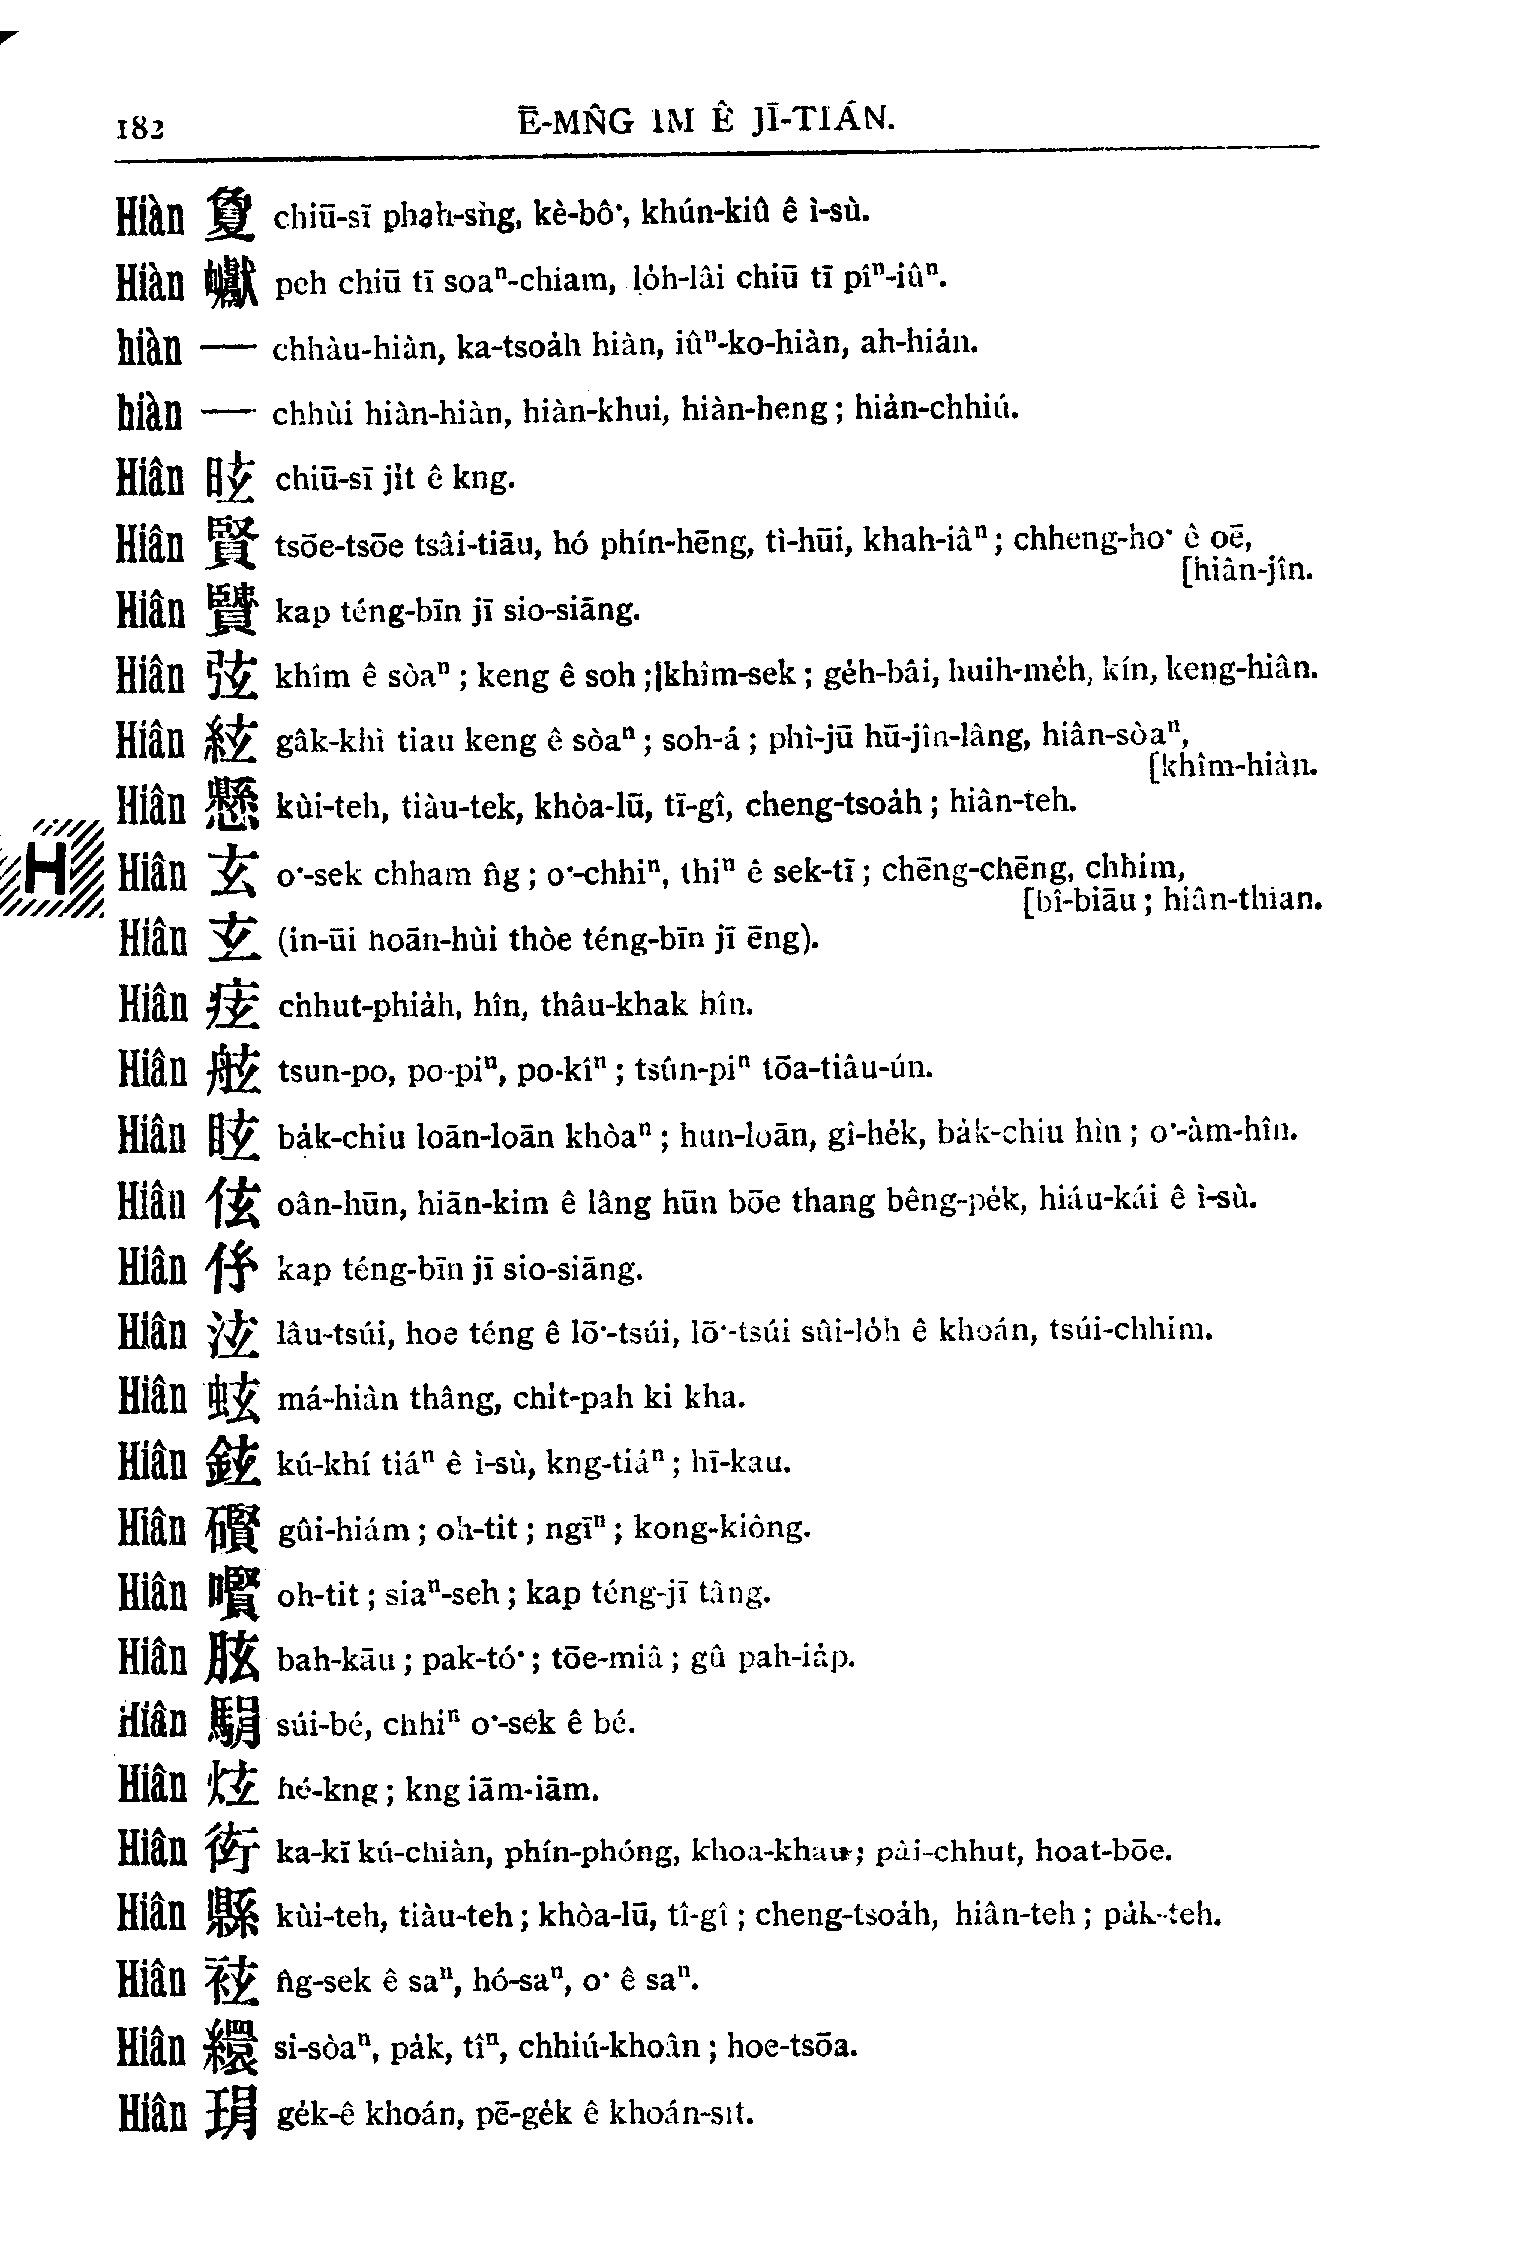 182 Ē-MN̂G IM Ê JĪ-TIÁN.
Hiàn chiū-sī phah-sǹg, kè-bô͘, khún-kiû ê ì-sù.
Hiàn peh chiū tī soaⁿ-chiam, lo̍h-lâi chiū tī pîⁿ-iûⁿ.
hiàn — chhàu-hiàn, ka-tsoa̍h hiàn, iûⁿ-ko-hiàn, ah-hiàn.
hiàn — chhùi hiàn-hiàn, hiàn-khui, hiàn-heng; hiàn-chhiú.
Hiân 昡 chiū-sī ji̍t ê kng.
Hiân 賢 tsōe-tsōe tsâi-tiāu, hó phín-hēng, tì-hūi, khah-iâⁿ; chheng-ho͘ ê oē,
[hiân-jîn.
Hiân kap téng-bīn jī sio-siāng.
Hiân 弦 khîm ê sòaⁿ; keng ê soh; khîm-sek; ge̍h-bâi, huih-me̍h, kín, keng-hiân.
Hiân 絃 gâk-khì tiau keng ê sòaⁿ; soh-á; phì-jū hū-jîn-lâng, hiân-sòaⁿ,
[khîm-hiân.
Hiân 懸 kùi-teh, tiàu-tek, khòa-lū, tī-gî, cheng-tsoa̍h; hiân-teh.
H
Hiân 玄 o͘-sek chham n̂g; o͘-chhiⁿ, thiⁿ ê sek-tī; chēng-chēng, chhim,
[bî-biāu; hiân-thian.
Hiân 玄 (in-ūi hoān-hùi thòe téng-bīn jī ēng).
Hiân 痃 chhut-phia̍h, hîn, thâu-khak hîn.
Hiân 舷 tsun-po, po-piⁿ, po-kîⁿ; tsûn-piⁿ tōa-tiâu-ún.
Hiân 眩 ba̍k-chiu loān-loān khòaⁿ; hun-loān, gî-he̍k, ba̍k-chiu hîn; o͘-àm-hîn.
Hiân 伭 oân-hūn, hiān-kim ê lâng hūn bōe thang bêng-pe̍k, hiáu-kái ê ì-sù.
Hiân kap téng-bīn jī sio-siāng.
Hiân 泫 lâu-tsúi, hoe téng ê lō͘-tsúi, lō͘-tsúi sûi-lo̍h ê khoán, tsúi-chhim.
Hiân 蚿 má-hiàn thâng, chi̍t-pah ki kha.
Hiân 鉉 kú-khí tiáⁿ ê ì-sù, kng-tiáⁿ; hī-kau.
Hiân 礥 gûi-hiám; oh-tit; ngīⁿ; kong-kiông.
Hiân oh-tit; siaⁿ-seh; kap téng-jī tâng.
Hiân 胘 bah-kāu; pak-tó͘; tōe-miâ; gû pah-ia̍p.
Hiân 駽 súi-bé, chhiⁿ o͘-sek ê bé.
Hiân 炫 hé-kng; kng iām-iām.
Hiân 衒 ka-kī kú-chiàn, phín-phóng, khoa-khau; pài-chhut, hoat-bōe.
Hiân 縣 kùi-teh, tiàu-teh; khòa-lū, tî-gî; cheng-tsoa̍h, hiân-teh; pa̍k-teh.
Hiân 袨 n̂g-sek ê saⁿ, hó-saⁿ, o͘ ê saⁿ.
Hiân 繯 si-sòaⁿ, pa̍k, tîⁿ, chhiú-khoân; hoe-tsōa.
Hiân 琄 ge̍k-ê khoán, pē-ge̍k ê khoán-sit.